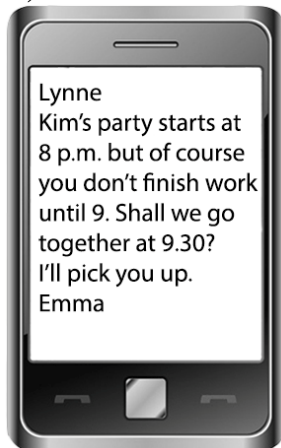 Lynne
Kim's party starts at
8 p.m. but of course
you don't finish work
until 9. Shall we go
together at 9.30?
I'll pick you up.
Emma